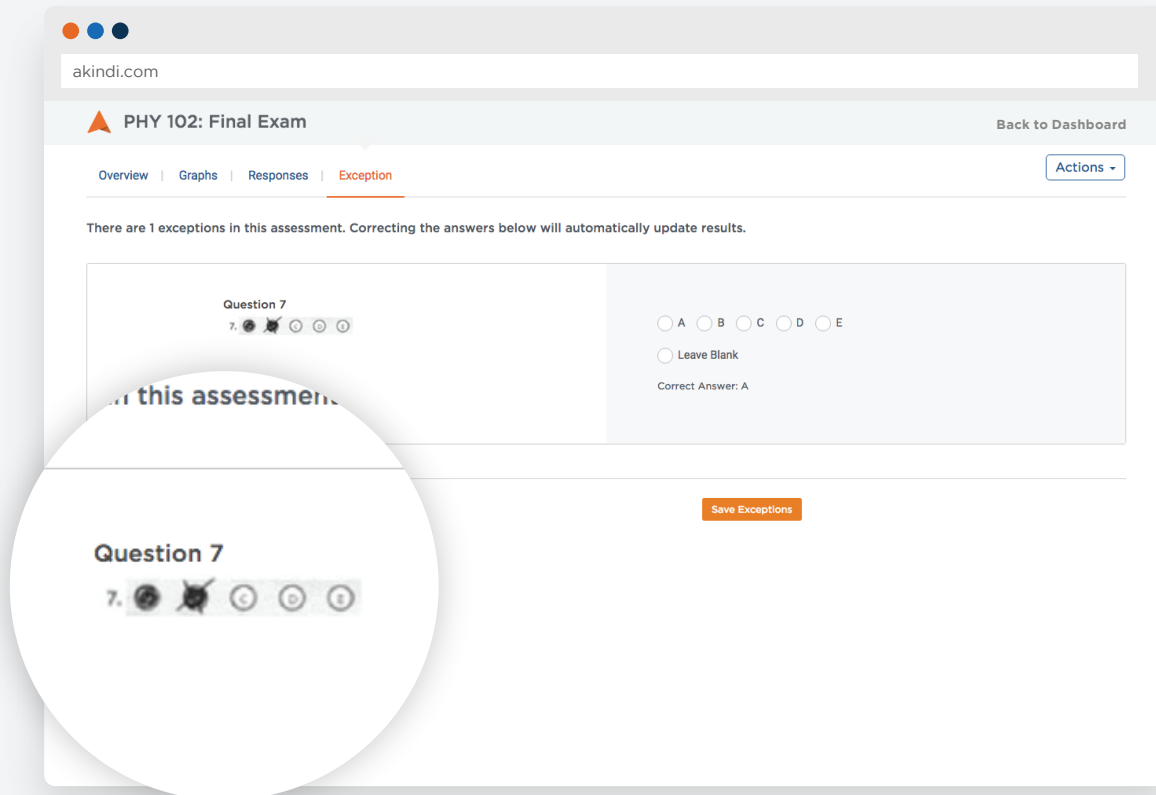 akindi.com
PHY 102: Final Exam
Back to Dashboard
Overview | Graphs | Responses | Exception
Actions
There are 1 exceptions in this assessment. Correcting the answers below will automatically update results.
Question 7
7. C D E
A B C D E
Leave Blank
Correct Answer: A
Save Exceptions
this assessment
Question 7
7. C D E